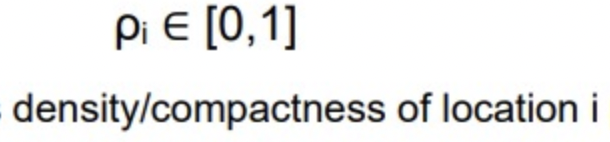 ρi ∈ [0,1]
density/compactness of location i